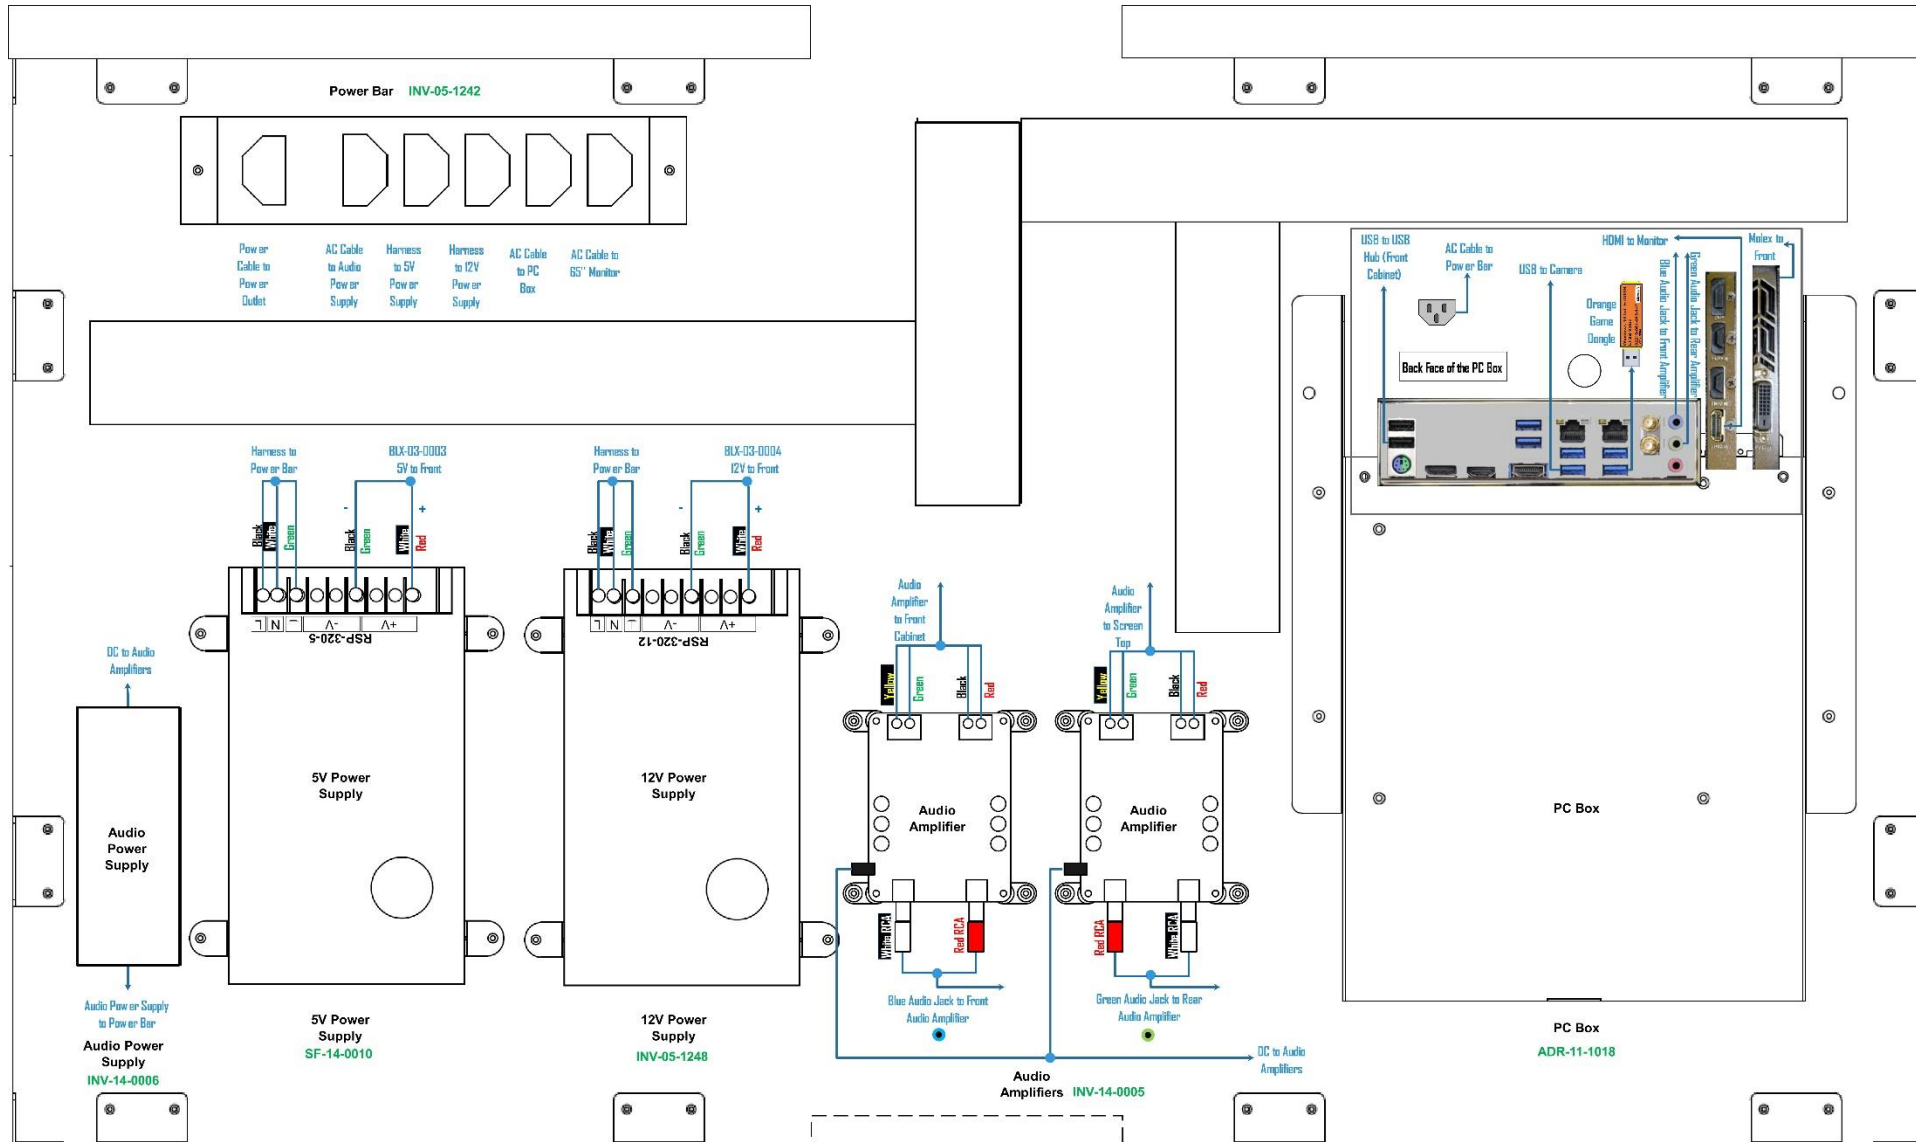 Power Bar INV-05-1242
Power
Cable to
Power
Outlet
AC Cable
to Audio
Power
Supply
Harness
to 5V
Power
Supply
Harness
to 12V
Power
Supply
AC Cable
to PC
Box
AC Cable to
65" Monitor
USB to USB
Hub (Front
Cabinet)
AC Cable to
Power Bar
USB to Camera
HDMI to Monitor
Molex to
Front
Orange
Game
Dongle
Blue Audio Jack to Front Amplifier
Green Audio Jack to Rear Amplifier
Back Face of the PC Box
Harness to
Power Bar
BLX-03-0003
5V to Front
- +
Black
White
Green
Black
Green
White
Red
L N -V +V
RSP-320-5
Harness to
Power Bar
BLX-03-0004
12V to Front
- +
Black
White
Green
Black
Green
White
Red
L N -V +V
RSP-320-12
DC to Audio
Amplifiers
Audio
Power
Supply
Audio Power Supply
to Power Bar
Audio Power
Supply
INV-14-0006
5V Power
Supply
5V Power
Supply
SF-14-0010
12V Power
Supply
12V Power
Supply
INV-05-1248
Audio
Amplifier
to Front
Cabinet
Yellow
Green
Black
Red
Audio
Amplifier
White RCA
Red RCA
Blue Audio Jack to Front
Audio Amplifier
Audio
Amplifier
to Screen
Top
Yellow
Green
Black
Red
Audio
Amplifier
Red RCA
White RCA
Green Audio Jack to Rear
Audio Amplifier
DC to Audio
Amplifiers
Audio
Amplifiers INV-14-0005
PC Box
PC Box
ADR-11-1018